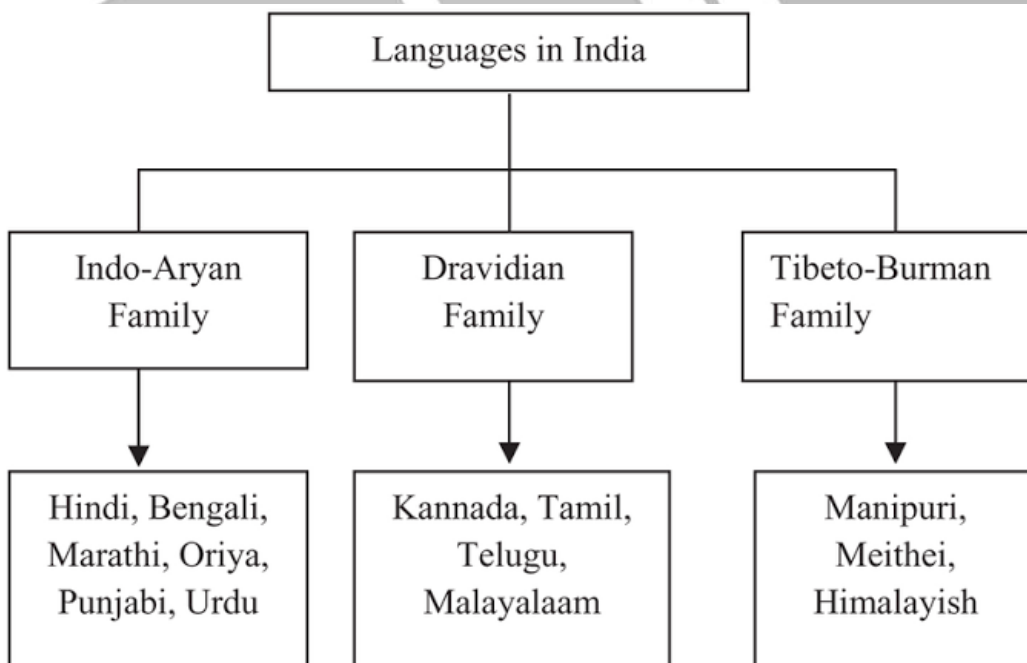 Languages in India
Indo-Aryan
Family
Dravidian
Family
Tibeto-Burman
Family
Hindi, Bengali,
Marathi, Oriya,
Punjabi, Urdu
Kannada, Tamil,
Telugu,
Malayalaam
Manipuri,
Meithei,
Himalayish